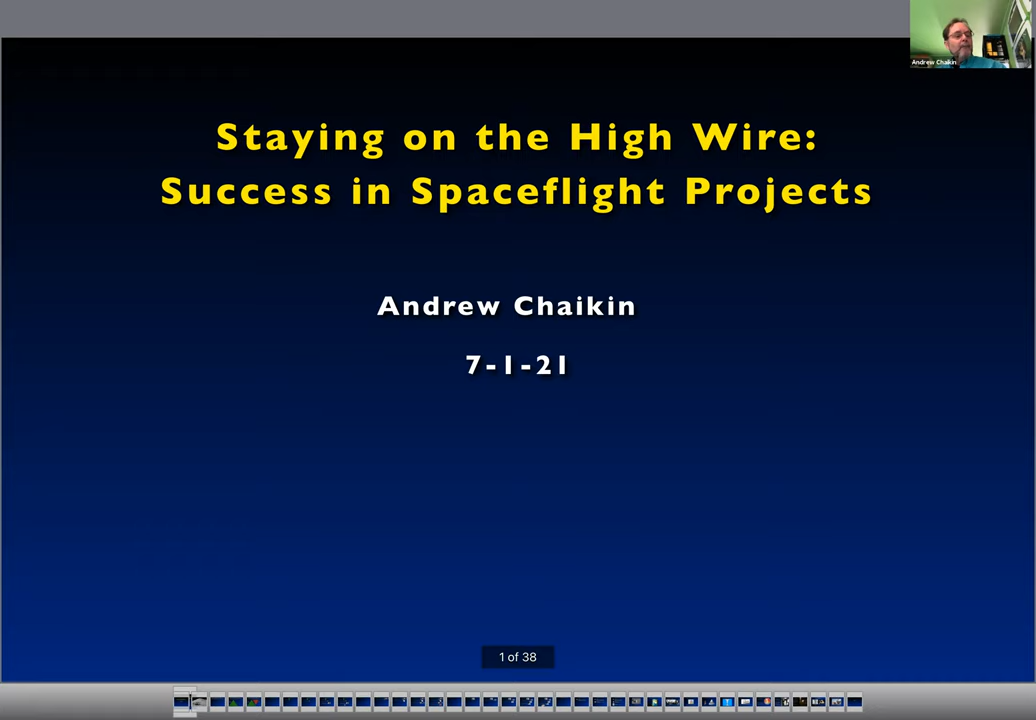 Andrew Chaikin
Staying on the High Wire:
Success in Spaceflight Projects
Andrew Chaikin
7-1-21
1 of 38